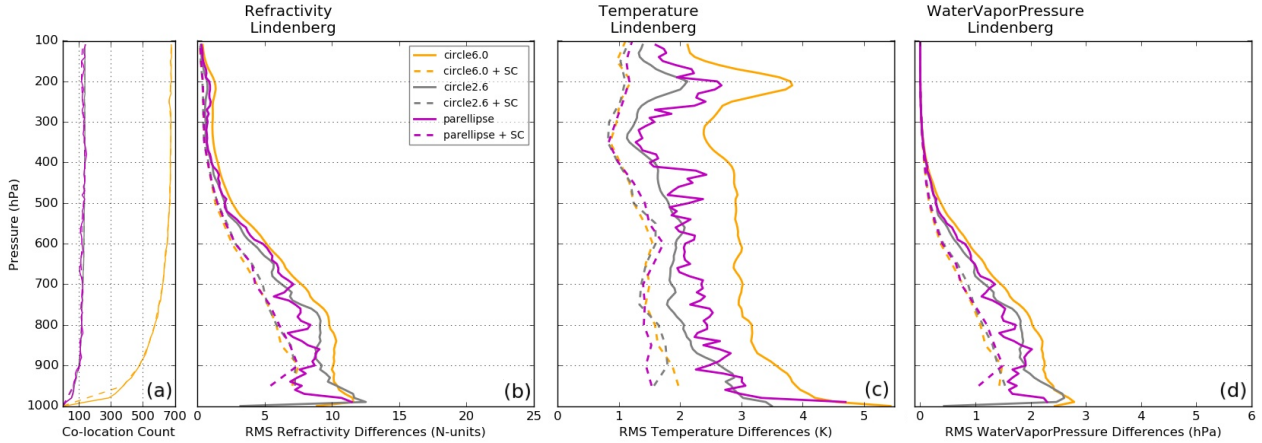 Refractivity
Lindenberg
Temperature
Lindenberg
WaterVaporPressure
Lindenberg
Pressure (hPa)
100
200
300
400
500
600
700
800
900
1000
0
100
300
500
700
Co-location Count
(a)
circle6.0
circle6.0 + SC
circle2.6
circle2.6 + SC
parellipse
parellipse + SC
(b)
0
5
10
15
20
25
RMS Refractivity Differences (N-units)
(c)
0
1
2
3
4
5
RMS Temperature Differences (K)
(d)
0
1
2
3
4
5
6
RMS WaterVaporPressure Differences (hPa)